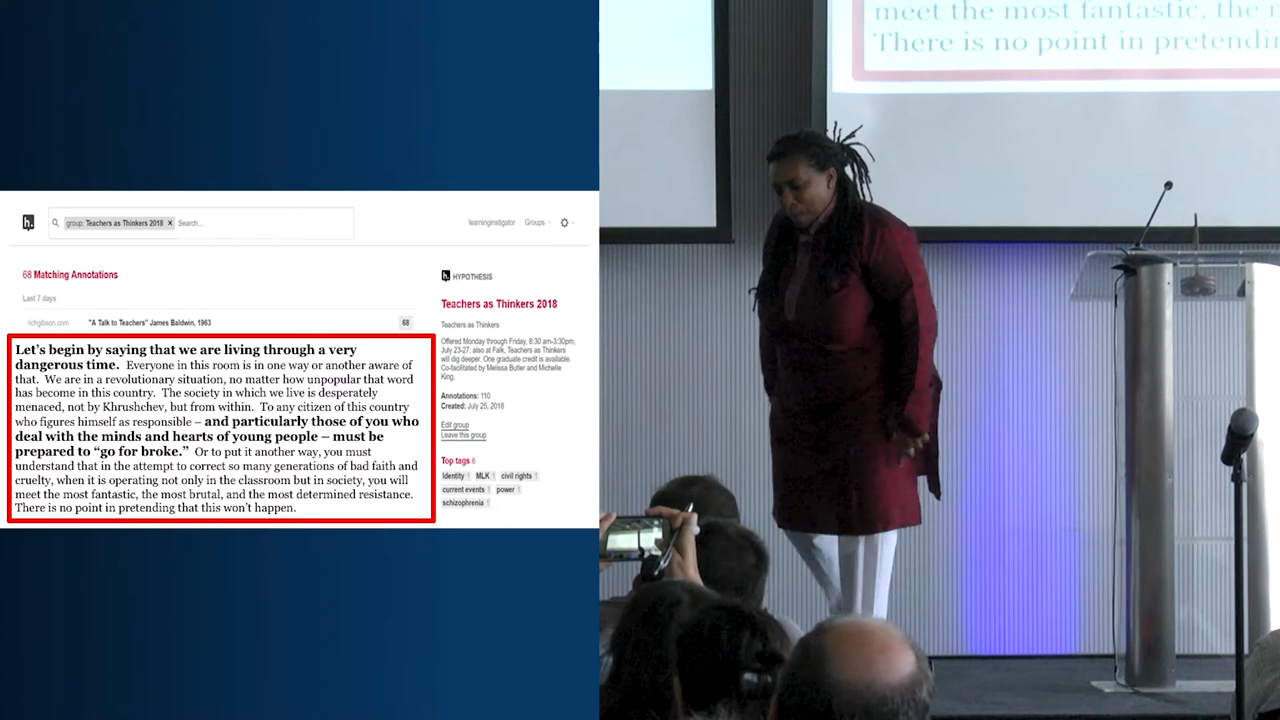 h.
group: Teachers as Thinkers 2018 x Search...
learninginstigator Groups
68 Matching Annotations
Last 7 days
richgibson.com "A Talk to Teachers" James Baldwin, 1963 68
Let's begin by saying that we are living through a very
dangerous time. Everyone in this room is in one way or another aware of
that. We are in a revolutionary situation, no matter how unpopular that word
has become in this country. The society in which we live is desperately
menaced, not by Khrushchev, but from within. To any citizen of this country
who figures himself as responsible – and particularly those of you who
deal with the minds and hearts of young people – must be
prepared to "go for broke." Or to put it another way, you must
understand that in the attempt to correct so many generations of bad faith and
cruelty, when it is operating not only in the classroom but in society, you will
meet the most fantastic, the most brutal, and the most determined resistance.
There is no point in pretending that this won't happen.
h. HYPOTHESIS
Teachers as Thinkers 2018
Teachers as Thinkers
Offered Monday through Friday, 8:30 am-3:30pm,
July 23-27, also at Falk, Teachers as Thinkers
will dig deeper. One graduate credit is available.
Co-facilitated by Melissa Butler and Michelle
King.
Annotations: 110
Created: July 25, 2018
Edit group
Leave this group
Top tags 6
Identity 1 MLK 1 civil rights 1
current events 1 power 1
schizophrenia 1
meet the most fantastic, the
There is no point in